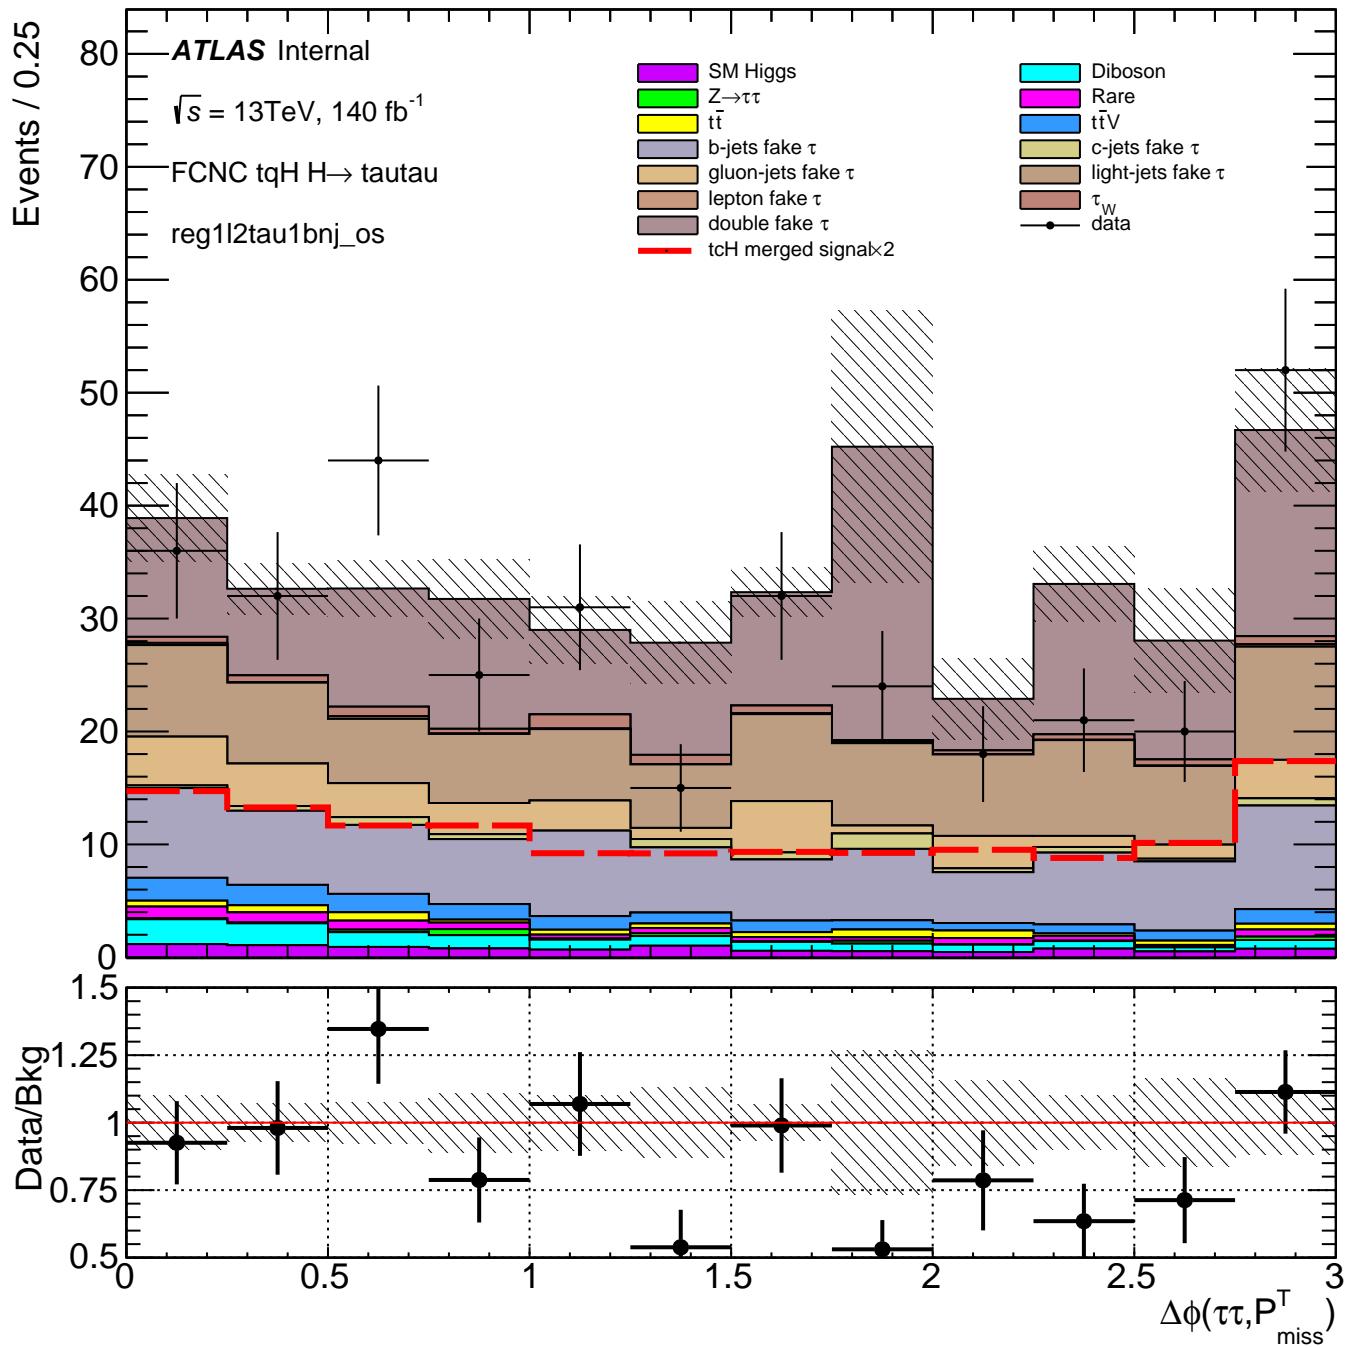 Events / 0.25
80
70
60
50
40
30
20
10
0
ATLAS Internal
√s = 13TeV, 140 fb⁻¹
FCNC tqH H→ tautau
reg1l2tau1bnj_os
SM Higgs
Z→ττ
tt̄
b-jets fake τ
gluon-jets fake τ
lepton fake τ
double fake τ
tcH merged signal×2
Diboson
Rare
tt̄V
c-jets fake τ
light-jets fake τ
τ_W
data
Data/Bkg
1.5
1.25
1
0.75
0.5
0 0.5 1 1.5 2 2.5 3
Δϕ(ττ,P^T_miss)